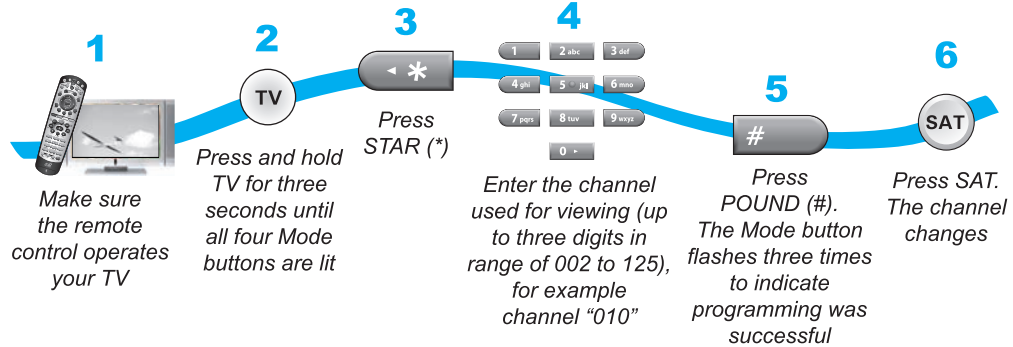 1
Make sure
the remote
control operates
your TV
2
TV
Press and hold
TV for three
seconds until
all four Mode
buttons are lit
3
◄ *
Press
STAR (*)
4
1 2 abc 3 def
4 ghi 5 jkl 6 mno
7 pqrs 8 tuv 9 wxyz
0 ►
Enter the channel
used for viewing (up
to three digits in
range of 002 to 125),
for example
channel “010”
5
#
Press
POUND (#).
The Mode button
flashes three times
to indicate
programming was
successful
6
SAT
Press SAT.
The channel
changes